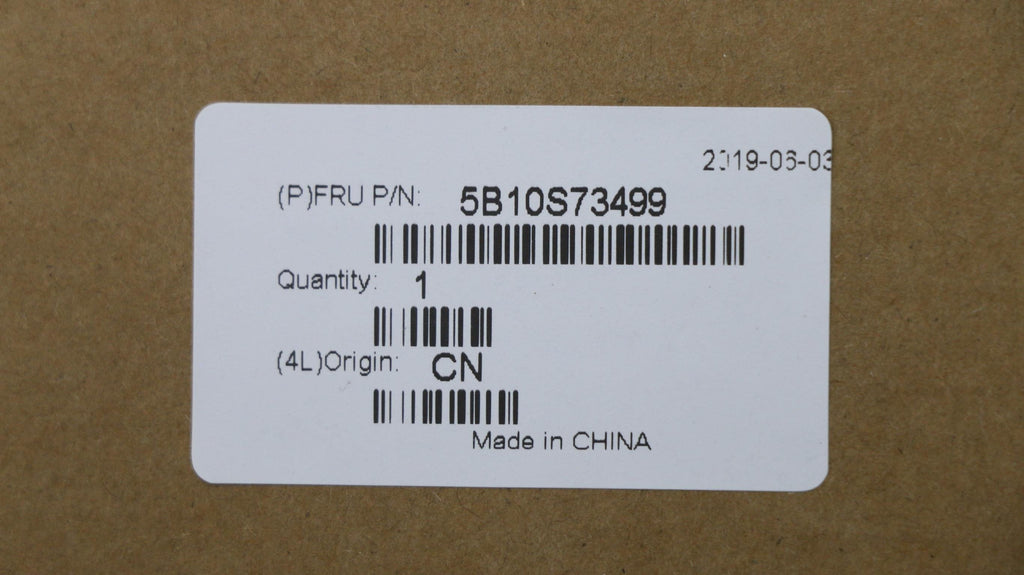 2019-06-03
(P)FRU P/N: 5B10S73499
Quantity: 1
(4L)Origin: CN
Made in CHINA